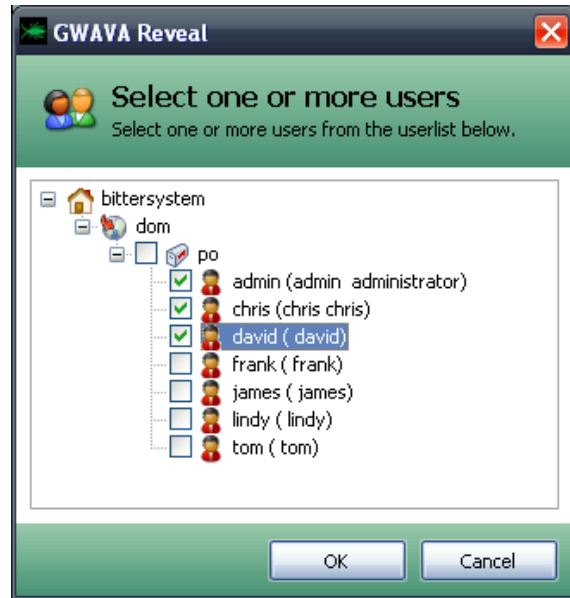 GWAVA Reveal
Select one or more users
Select one or more users from the userlist below.
bittersystem
dom
po
admin (admin administrator)
chris (chris chris)
david ( david)
frank ( frank)
james ( james)
lindy ( lindy)
tom ( tom)
OK Cancel